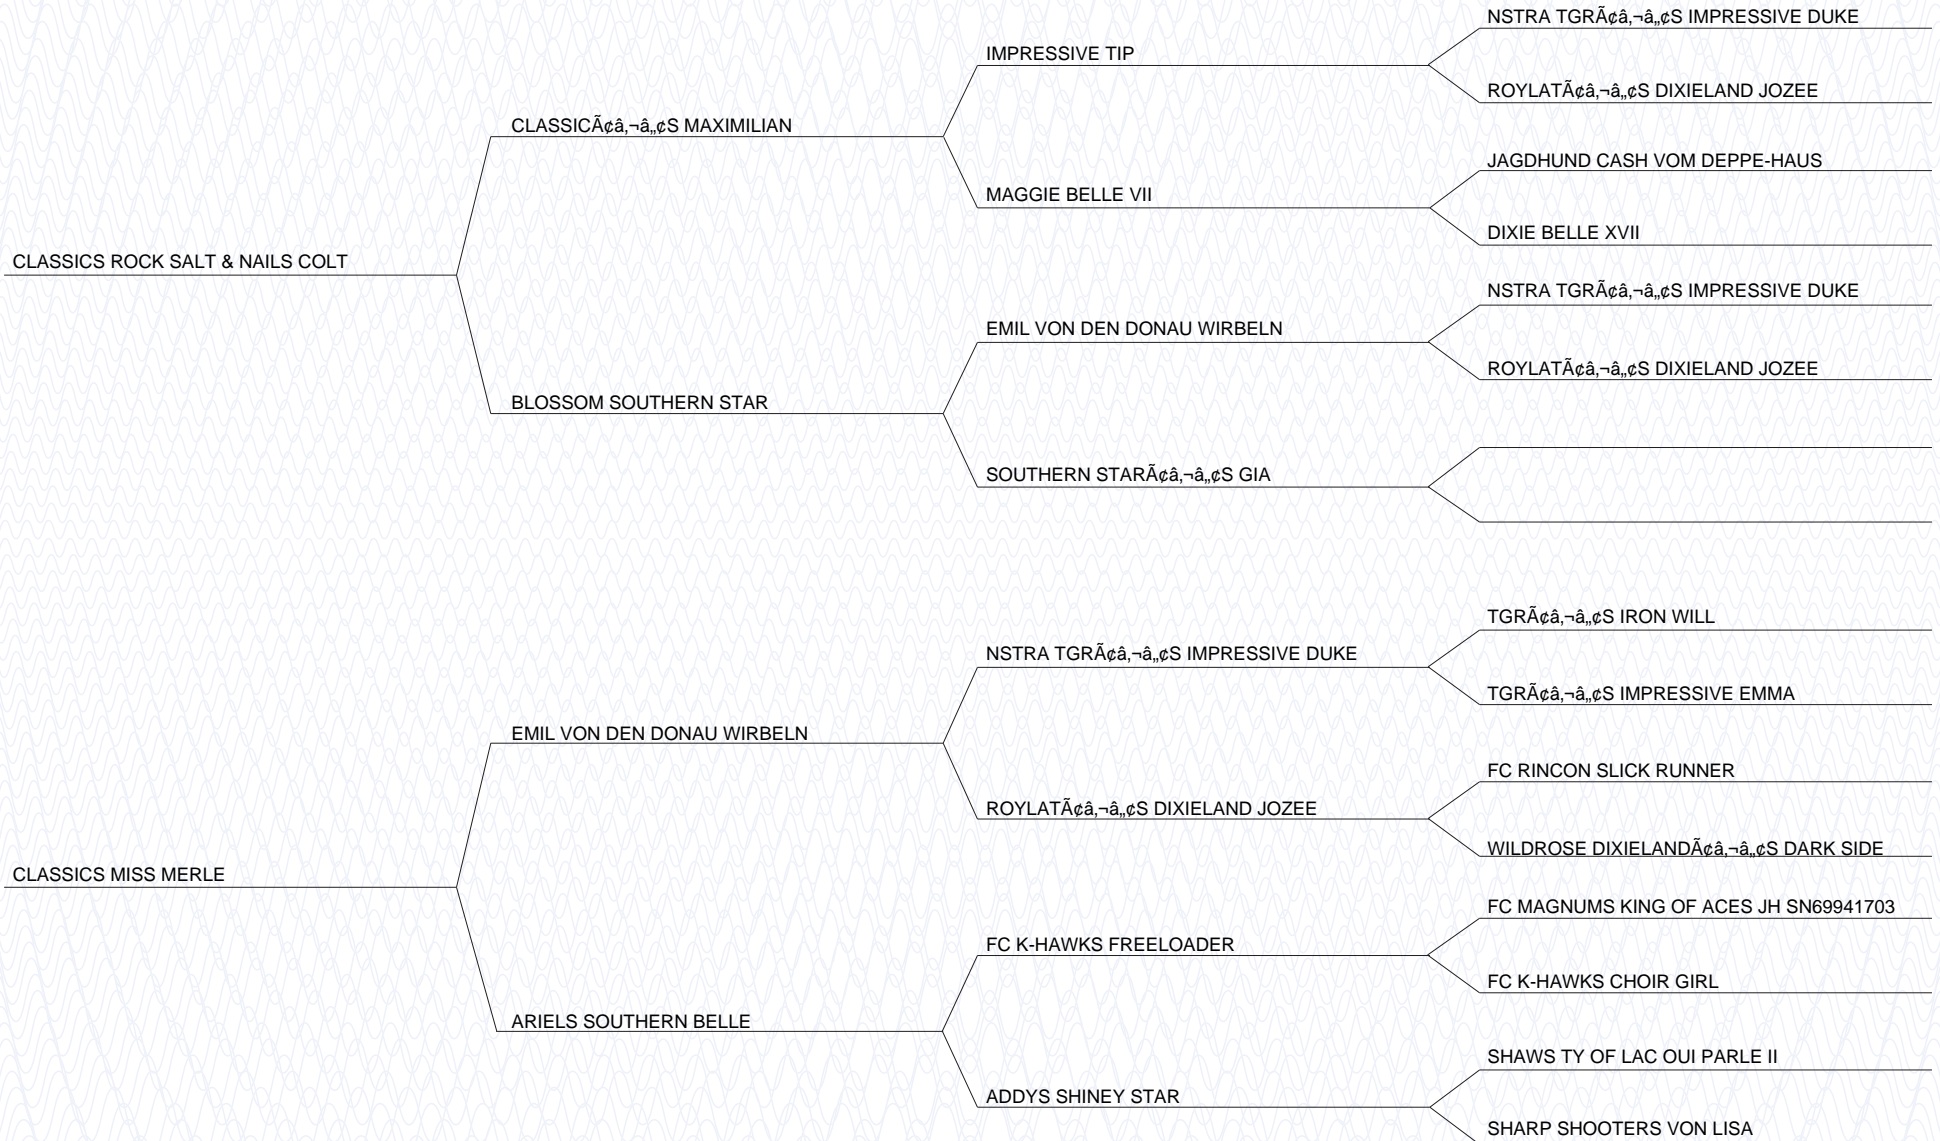 NSTRA TGRÃ¢â‚¬â„¢S IMPRESSIVE DUKE
IMPRESSIVE TIP
ROYLATÃ¢â‚¬â„¢S DIXIELAND JOZEE
CLASSICÃ¢â‚¬â„¢S MAXIMILIAN
JAGDHUND CASH VOM DEPPE-HAUS
MAGGIE BELLE VII
DIXIE BELLE XVII
CLASSICS ROCK SALT & NAILS COLT
NSTRA TGRÃ¢â‚¬â„¢S IMPRESSIVE DUKE
EMIL VON DEN DONAU WIRBELN
ROYLATÃ¢â‚¬â„¢S DIXIELAND JOZEE
BLOSSOM SOUTHERN STAR
SOUTHERN STARÃ¢â‚¬â„¢S GIA
TGRÃ¢â‚¬â„¢S IRON WILL
NSTRA TGRÃ¢â‚¬â„¢S IMPRESSIVE DUKE
TGRÃ¢â‚¬â„¢S IMPRESSIVE EMMA
EMIL VON DEN DONAU WIRBELN
FC RINCON SLICK RUNNER
ROYLATÃ¢â‚¬â„¢S DIXIELAND JOZEE
WILDROSE DIXIELANDÃ¢â‚¬â„¢S DARK SIDE
CLASSICS MISS MERLE
FC MAGNUMS KING OF ACES JH SN69941703
FC K-HAWKS FREELOADER
FC K-HAWKS CHOIR GIRL
ARIELS SOUTHERN BELLE
SHAWS TY OF LAC OUI PARLE II
ADDYS SHINEY STAR
SHARP SHOOTERS VON LISA